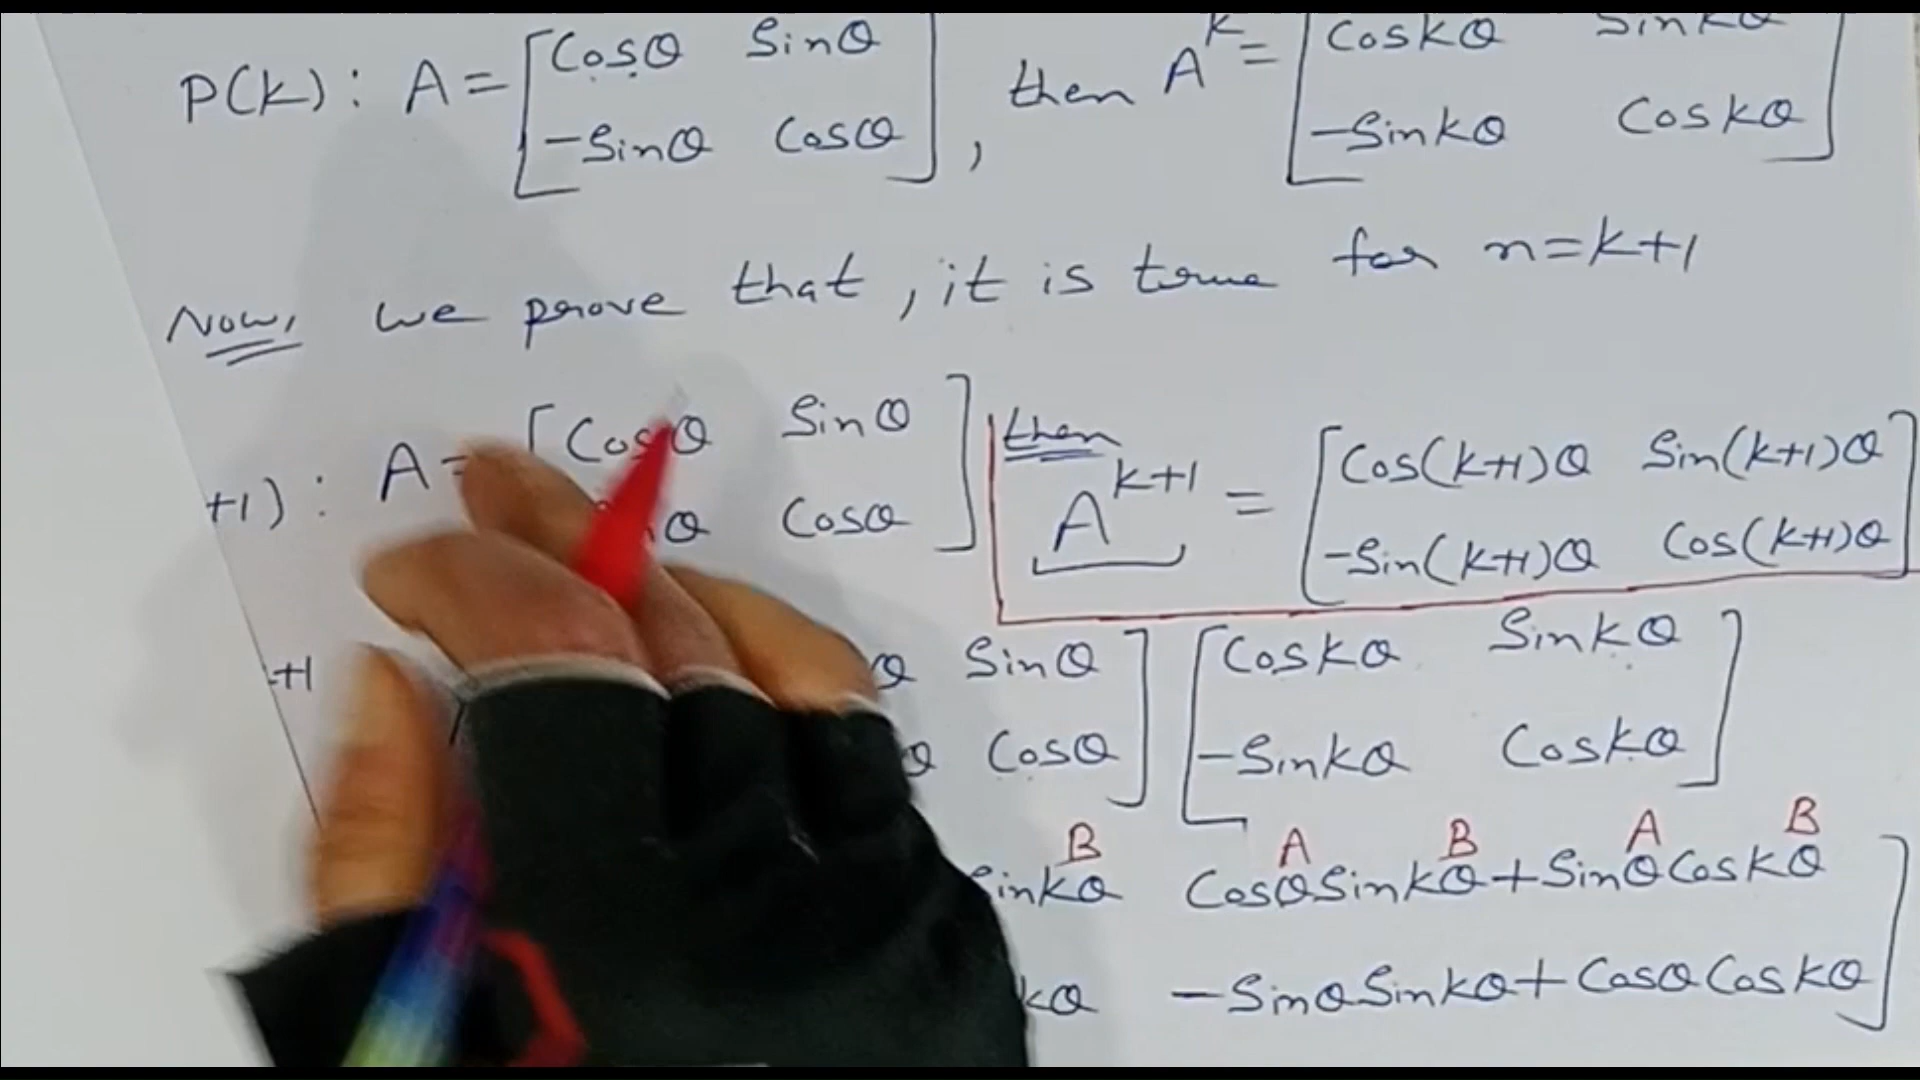 P(k): A = [Cosθ Sinθ, then A^k = [Coskθ Sinkθ
-Sinθ Cosθ] -Sinkθ Coskθ]
Now, we prove that, it is true for n=k+1
+1): A = [Cosθ Sinθ] then A^k+1 = [Cos(k+1)θ Sin(k+1)θ
θ Cosθ] -Sin(k+1)θ Cos(k+1)θ]
+1 θ Sinθ] [Coskθ Sinkθ]
θ Cosθ] -Sinkθ Coskθ]
B A B A B
Sinkθ CosθSinkθ+SinθCoskθ
kθ -SinθSinkθ+CosθCoskθ]